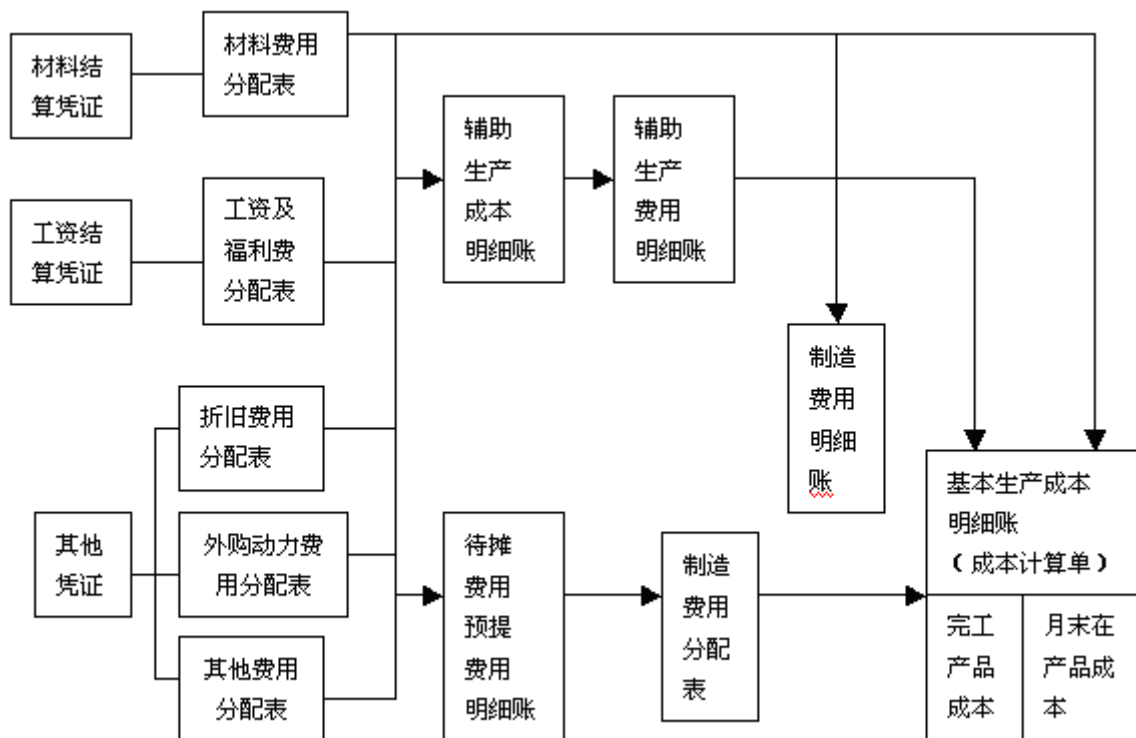 材料结
算凭证
材料费用
分配表
工资结
算凭证
工资及
福利费
分配表
其他
凭证
折旧费用
分配表
外购动力费
用分配表
其他费用
分配表
辅助
生产
成本
明细账
辅助
生产
费用
明细账
待摊
费用
预提
费用
明细账
制造
费用
分配
表
制造
费用
明细
账
基本生产成本
明细账
（成本计算单）
完工
产品
成本
月末在
产品成
本